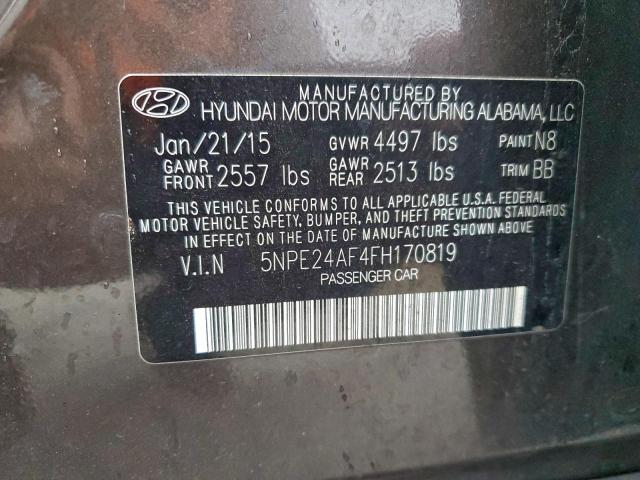 MANUFACTURED BY
HYUNDAI MOTOR MANUFACTURING ALABAMA, LLC
Jan/21/15 GVWR 4497 lbs PAINT N8
GAWR FRONT 2557 lbs GAWR REAR 2513 lbs TRIM BB
THIS VEHICLE CONFORMS TO ALL APPLICABLE U.S.A. FEDERAL
MOTOR VEHICLE SAFETY, BUMPER, AND THEFT PREVENTION STANDARDS
IN EFFECT ON THE DATE OF MANUFACTURE SHOWN ABOVE.
V.I.N 5NPE24AF4FH170819
PASSENGER CAR